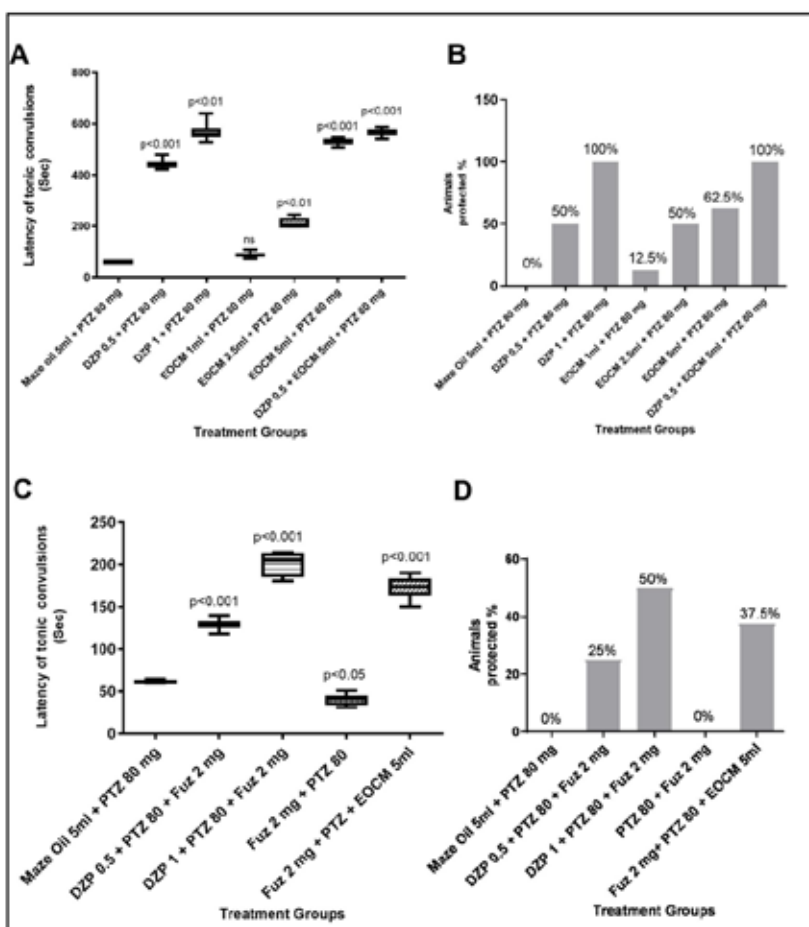 A
Latency of tonic convulsions
(Sec)
800
600
400
200
0
p<0.001
p<0.01
ns
p<0.01
p<0.001
p<0.001
Maze oil 5ml + PTZ 80 mg
DZP 0.5 + PTZ 80 mg
DZP 1 + PTZ 80 mg
EOCM 1ml + PTZ 80 mg
EOCM 2.5ml + PTZ 80 mg
EOCM 5ml + PTZ 80 mg
DZP 0.5 + EOCM 5ml + PTZ 80 mg
Treatment Groups
B
Animals
protected %
150
100
50
0
0%
50%
100%
12.5%
50%
62.5%
100%
Maze Oil 5ml + PTZ 80 mg
DZP 0.5 + PTZ 80 mg
DZP 1 + PTZ 80 mg
EOCM 1ml + PTZ 80 mg
EOCM 2.5ml + PTZ 80 mg
EOCM 5ml + PTZ 80 mg
DZP 0.5 + EOCM 5ml + PTZ 80 mg
Treatment Groups
C
Latency of tonic convulsions
(Sec)
250
200
150
100
50
0
p<0.001
p<0.001
p<0.05
p<0.001
Maze Oil 5ml + PTZ 80 mg
DZP 0.5 + PTZ 80 + Fuz 2 mg
DZP 1 + PTZ 80 + Fuz 2 mg
Fuz 2 mg + PTZ 80
Fuz 2 mg + PTZ + EOCM 5ml
Treatment Groups
D
Animals
protected %
60
40
20
0
0%
25%
50%
0%
37.5%
Maze Oil 5ml + PTZ 80 mg
DZP 0.5 + PTZ 80 + Fuz 2 mg
DZP 1 + PTZ 80 + Fuz 2 mg
PTZ 80 + Fuz 2 mg
Fuz 2 mg+ PTZ 80 + EOCM 5ml
Treatment Groups